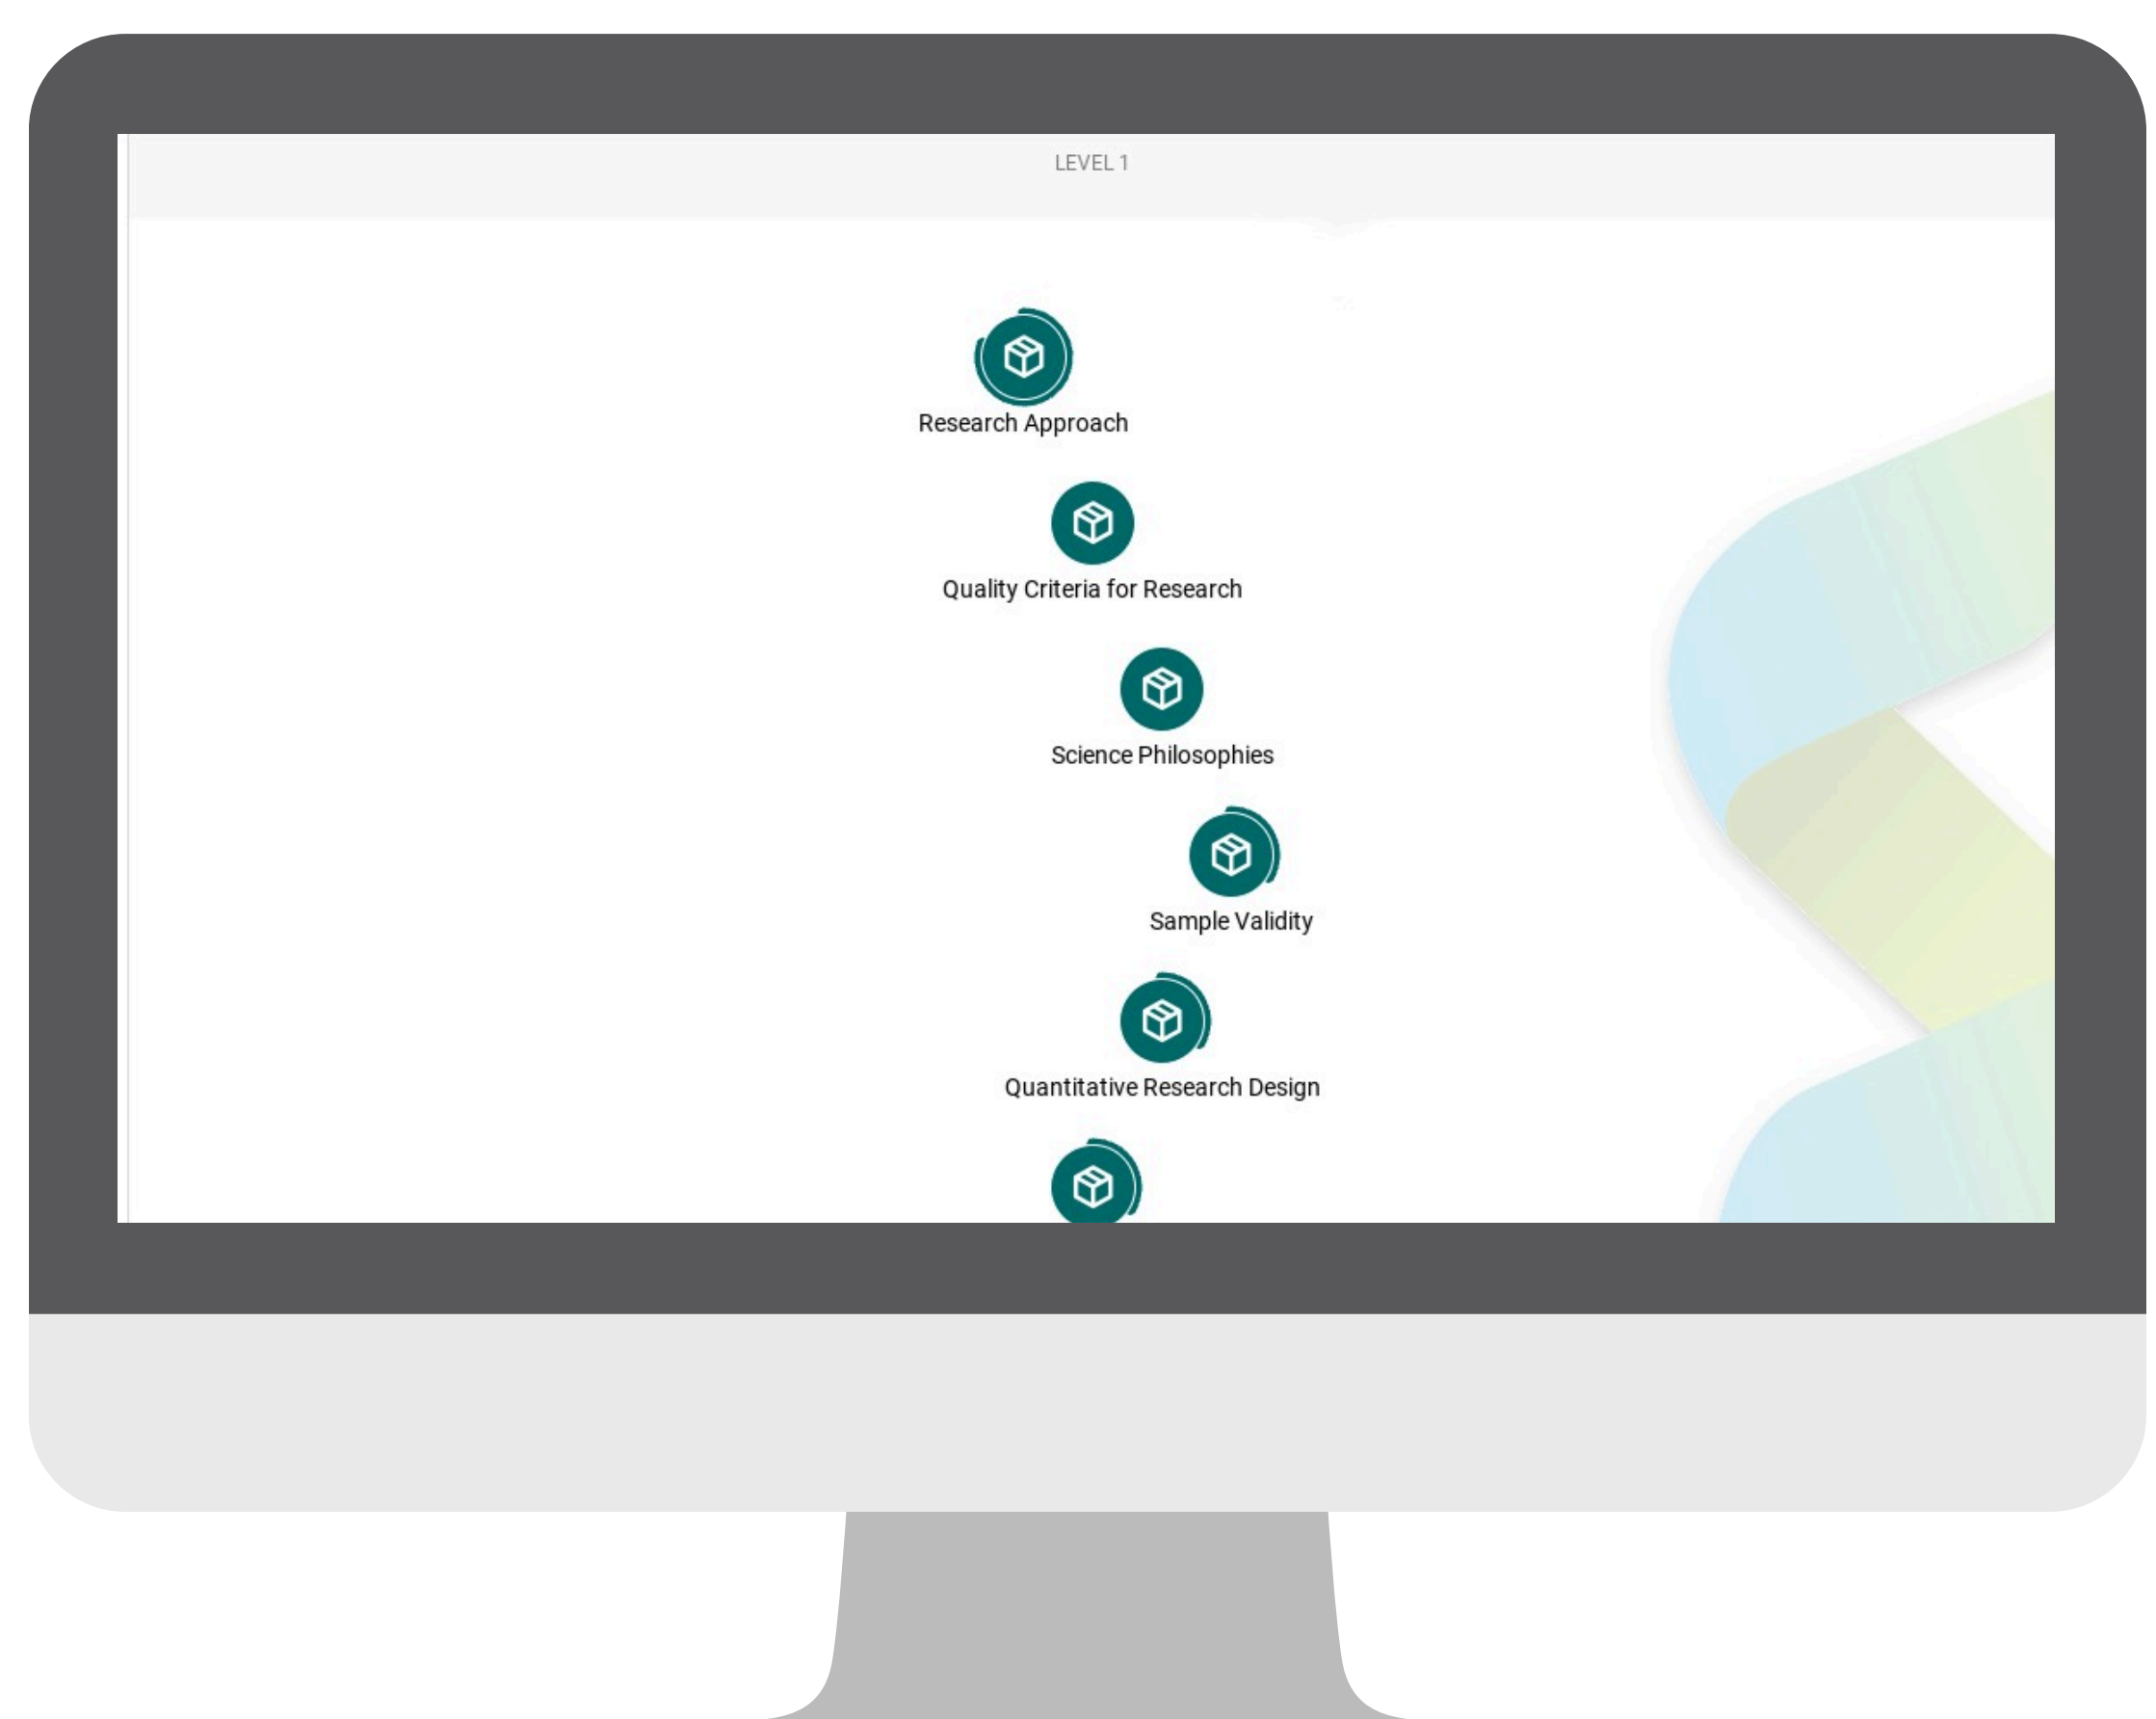 LEVEL 1
Research Approach
Quality Criteria for Research
Science Philosophies
Sample Validity
Quantitative Research Design